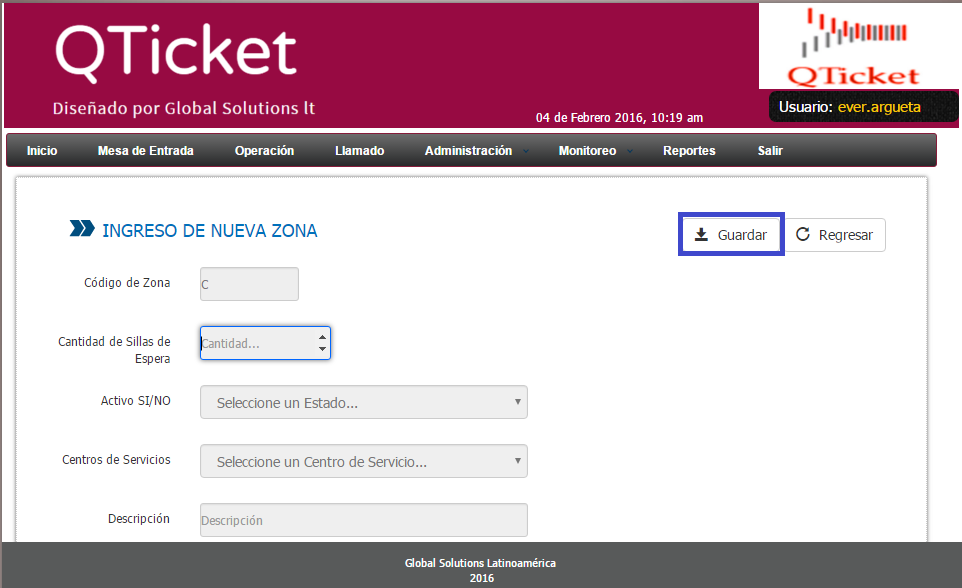 QTicket
Diseñado por Global Solutions lt
QTicket
04 de Febrero 2016, 10:19 am
Usuario: ever.argueta
Inicio Mesa de Entrada Operación Llamado Administración Monitoreo Reportes Salir
INGRESO DE NUEVA ZONA
Guardar Regresar
Código de Zona C
Cantidad de Sillas de
Espera
Cantidad...
Activo SI/NO Seleccione un Estado...
Centros de Servicios Seleccione un Centro de Servicio...
Descripción Descripción
Global Solutions Latinoamérica
2016